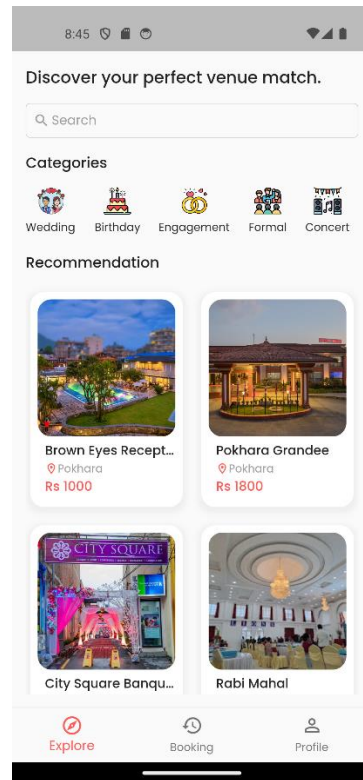 8:45
Discover your perfect venue match.
Search
Categories
Wedding Birthday Engagement Formal Concert
Recommendation
Brown Eyes Recept...
Pokhara
Rs 1000
Pokhara Grandee
Pokhara
Rs 1800
CITY SQUARE
City Square Banqu...
Rabi Mahal
Explore Booking Profile